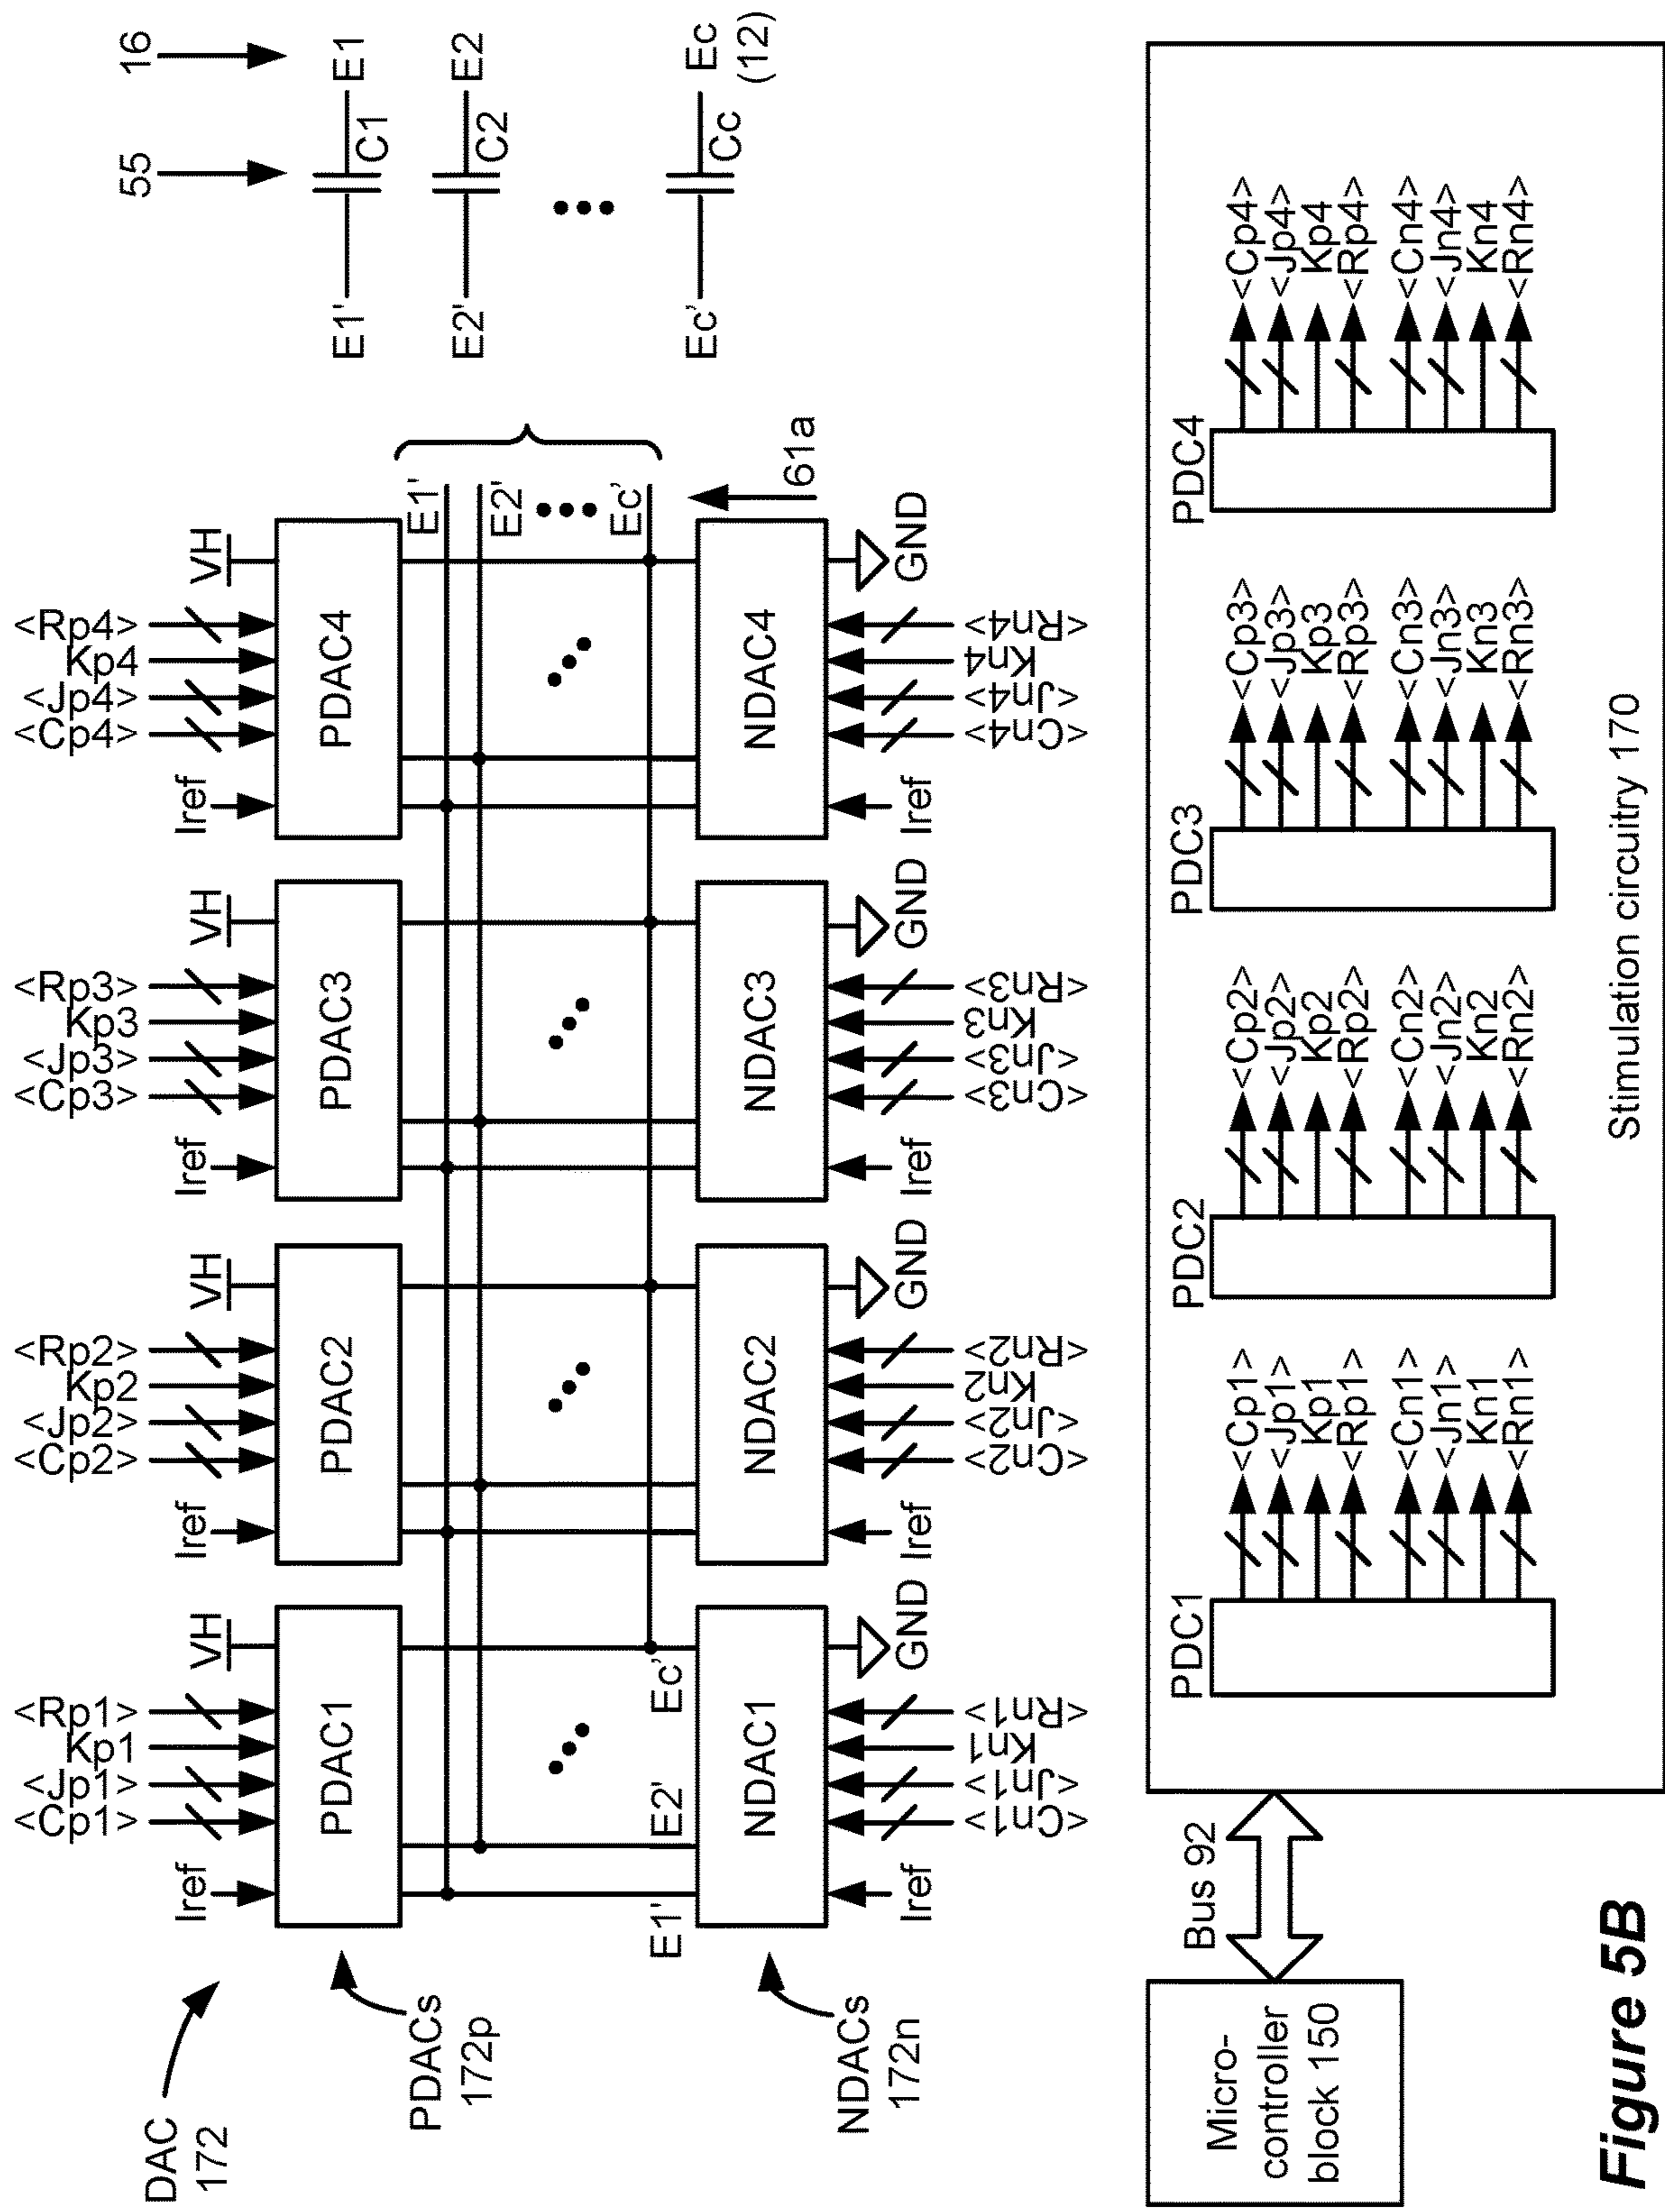 DAC
172
<Cp1>
<Jp1>
Kp1
<Rp1>
<Cp2>
<Jp2>
Kp2
<Rp2>
<Cp3>
<Jp3>
Kp3
<Rp3>
<Cp4>
<Jp4>
Kp4
<Rp4>
Iref
VH
Iref
VH
Iref
VH
Iref
VH
PDACs
172p
PDAC1
PDAC2
PDAC3
PDAC4
E1'
E2'
Ec'
E1'
E2'
Ec'
61a
NDACs
172n
NDAC1
NDAC2
NDAC3
NDAC4
Iref
GND
Iref
GND
Iref
GND
Iref
GND
<Cn1>
<Jn1>
Kn1
<Rn1>
<Cn2>
<Jn2>
Kn2
<Rn2>
<Cn3>
<Jn3>
Kn3
<Rn3>
<Cn4>
<Jn4>
Kn4
<Rn4>
55
16
E1'
C1
E1
E2'
C2
E2
Ec'
Cc
Ec
(12)
Micro-
controller
block 150
Bus 92
PDC1
<Cp1>
<Jp1>
Kp1
<Rp1>
<Cn1>
<Jn1>
Kn1
<Rn1>
PDC2
<Cp2>
<Jp2>
Kp2
<Rp2>
<Cn2>
<Jn2>
Kn2
<Rn2>
PDC3
<Cp3>
<Jp3>
Kp3
<Rp3>
<Cn3>
<Jn3>
Kn3
<Rn3>
PDC4
<Cp4>
<Jp4>
Kp4
<Rp4>
<Cn4>
<Jn4>
Kn4
<Rn4>
Stimulation circuitry 170
Figure 5B